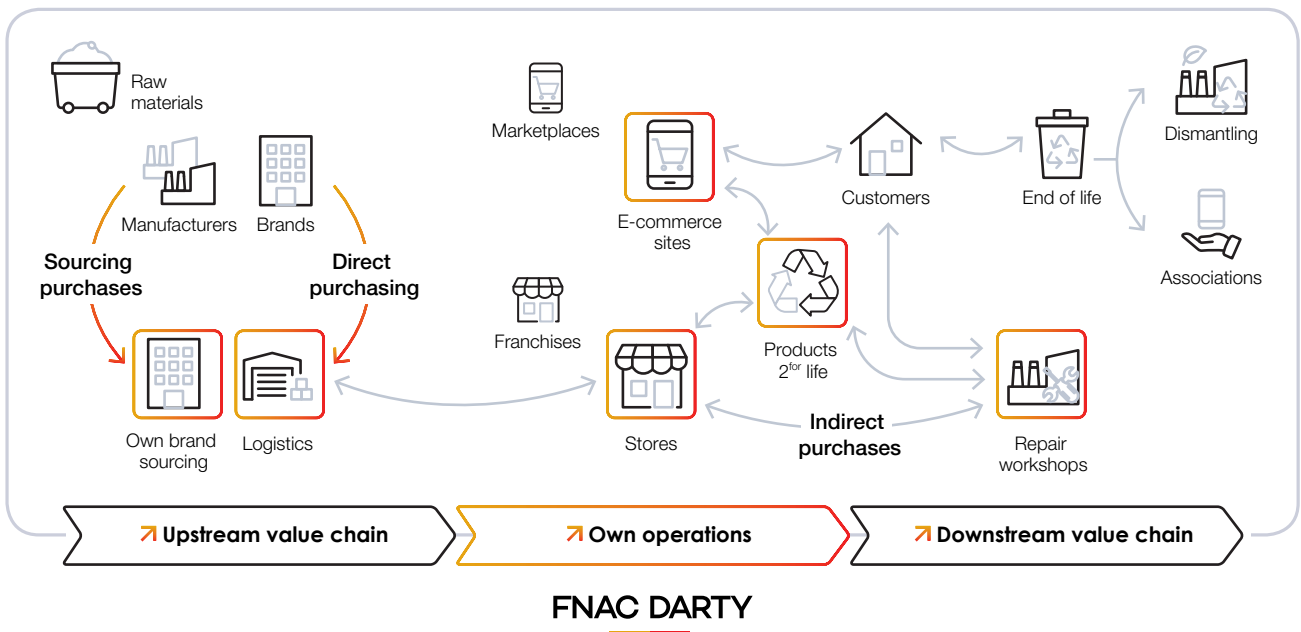 Raw
materials
Marketplaces
Dismantling
Manufacturers
Brands
E-commerce
sites
Customers
End of life
Sourcing
purchases
Direct
purchasing
Associations
Franchises
Products
2for life
Own brand
sourcing
Logistics
Stores
Indirect
purchases
Repair
workshops
Upstream value chain
Own operations
Downstream value chain
FNAC DARTY